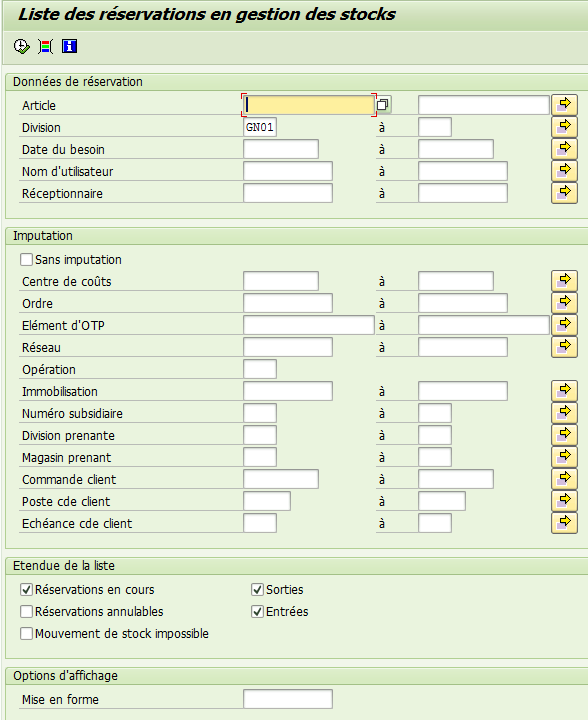 Liste des réservations en gestion des stocks
Données de réservation
Article
Division GN01 à
Date du besoin à
Nom d'utilisateur à
Réceptionnaire à
Imputation
Sans imputation
Centre de coûts à
Ordre à
Elément d'OTP à
Réseau à
Opération
Immobilisation à
Numéro subsidiaire à
Division prenante à
Magasin prenant à
Commande client à
Poste cde client à
Echéance cde client à
Etendue de la liste
Réservations en cours Sorties
Réservations annulables Entrées
Mouvement de stock impossible
Options d'affichage
Mise en forme